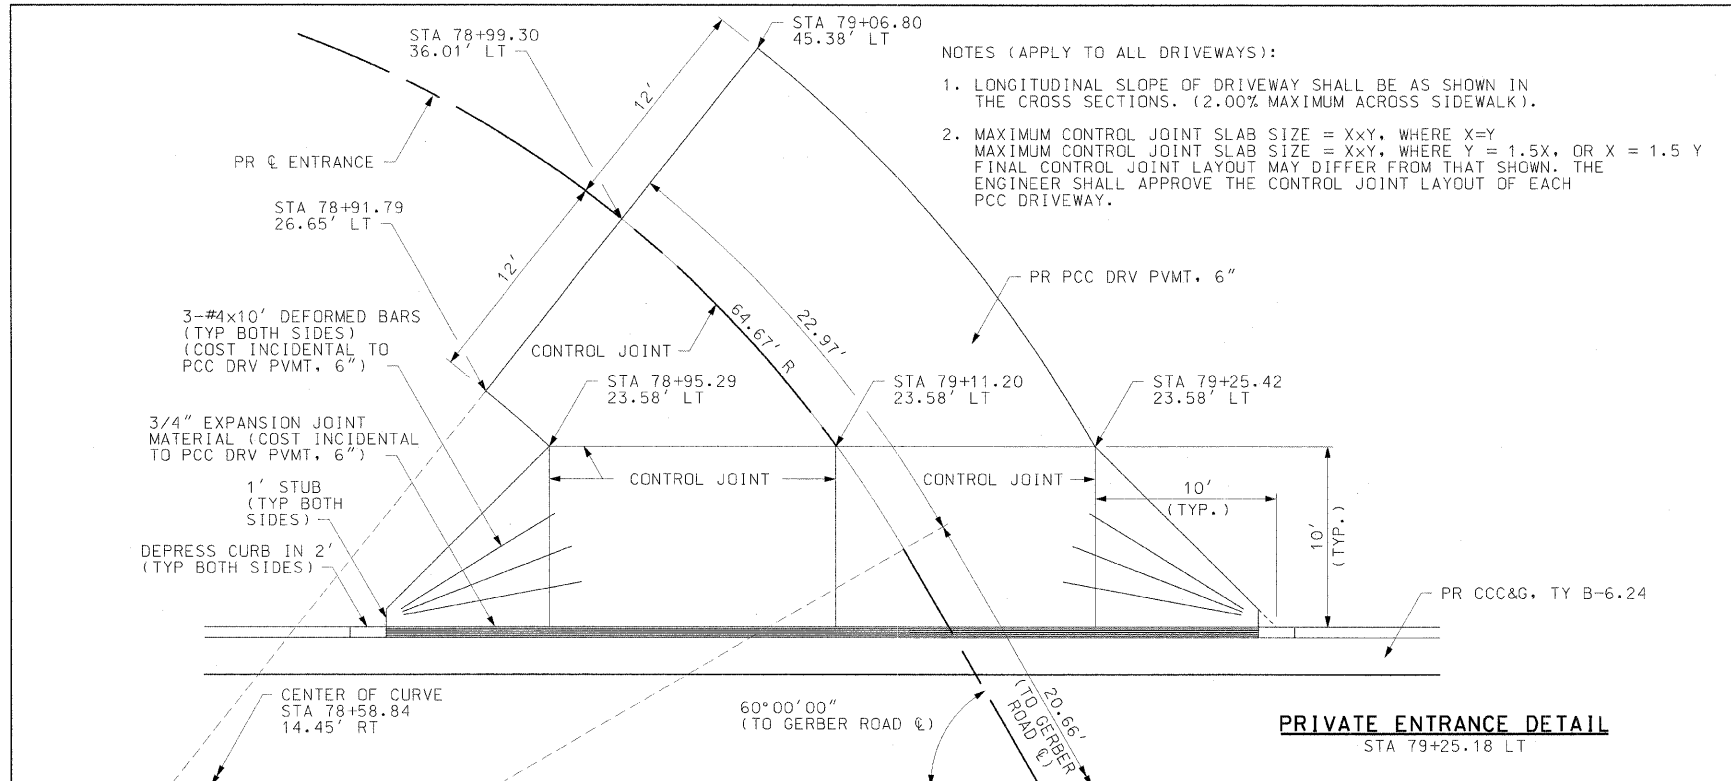 STA 78+99.30
36.01' LT
STA 79+06.80
45.38' LT
NOTES (APPLY TO ALL DRIVEWAYS):
1. LONGITUDINAL SLOPE OF DRIVEWAY SHALL BE AS SHOWN IN
THE CROSS SECTIONS. (2.00% MAXIMUM ACROSS SIDEWALK).
2. MAXIMUM CONTROL JOINT SLAB SIZE = XxY, WHERE X=Y
MAXIMUM CONTROL JOINT SLAB SIZE = XxY, WHERE Y = 1.5X, OR X = 1.5 Y
FINAL CONTROL JOINT LAYOUT MAY DIFFER FROM THAT SHOWN. THE
ENGINEER SHALL APPROVE THE CONTROL JOINT LAYOUT OF EACH
PCC DRIVEWAY.
12'
PR ℄ ENTRANCE
STA 78+91.79
26.65' LT
12'
PR PCC DRV PVMT, 6"
3-#4x10' DEFORMED BARS
(TYP BOTH SIDES)
(COST INCIDENTAL TO
PCC DRV PVMT, 6")
CONTROL JOINT
64.67' R
22.97'
STA 78+95.29
23.58' LT
STA 79+11.20
23.58' LT
STA 79+25.42
23.58' LT
3/4" EXPANSION JOINT
MATERIAL (COST INCIDENTAL
TO PCC DRV PVMT, 6")
CONTROL JOINT
CONTROL JOINT
1' STUB
(TYP BOTH
SIDES)
10'
(TYP.)
10'
(TYP.)
DEPRESS CURB IN 2'
(TYP BOTH SIDES)
PR CCC&G, TY B-6.24
CENTER OF CURVE
STA 78+58.84
14.45' RT
60°00'00"
(TO GERBER ROAD ℄)
20.66'
(TO GERBER
ROAD ℄)
PRIVATE ENTRANCE DETAIL
STA 79+25.18 LT